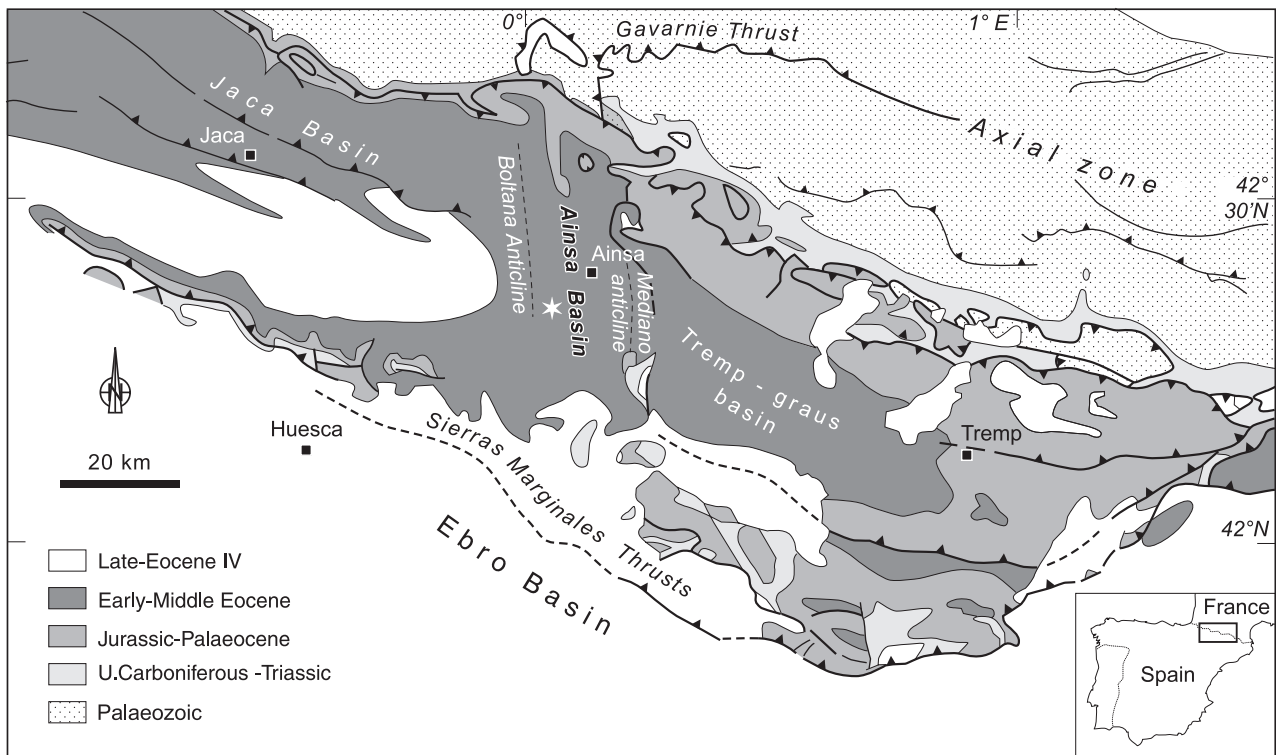 0°
1° E
Gavarnie Thrust
Axial zone
42°
30'N
Jaca Basin
Jaca
Boltana Anticline
Ainsa Basin
Ainsa
Mediano
anticline
Tremp - graus
basin
N
Huesca
20 km
Sierras Marginales Thrusts
Tremp
Ebro Basin
42°N
Late-Eocene IV
Early-Middle Eocene
Jurassic-Palaeocene
U.Carboniferous -Triassic
Palaeozoic
France
Spain